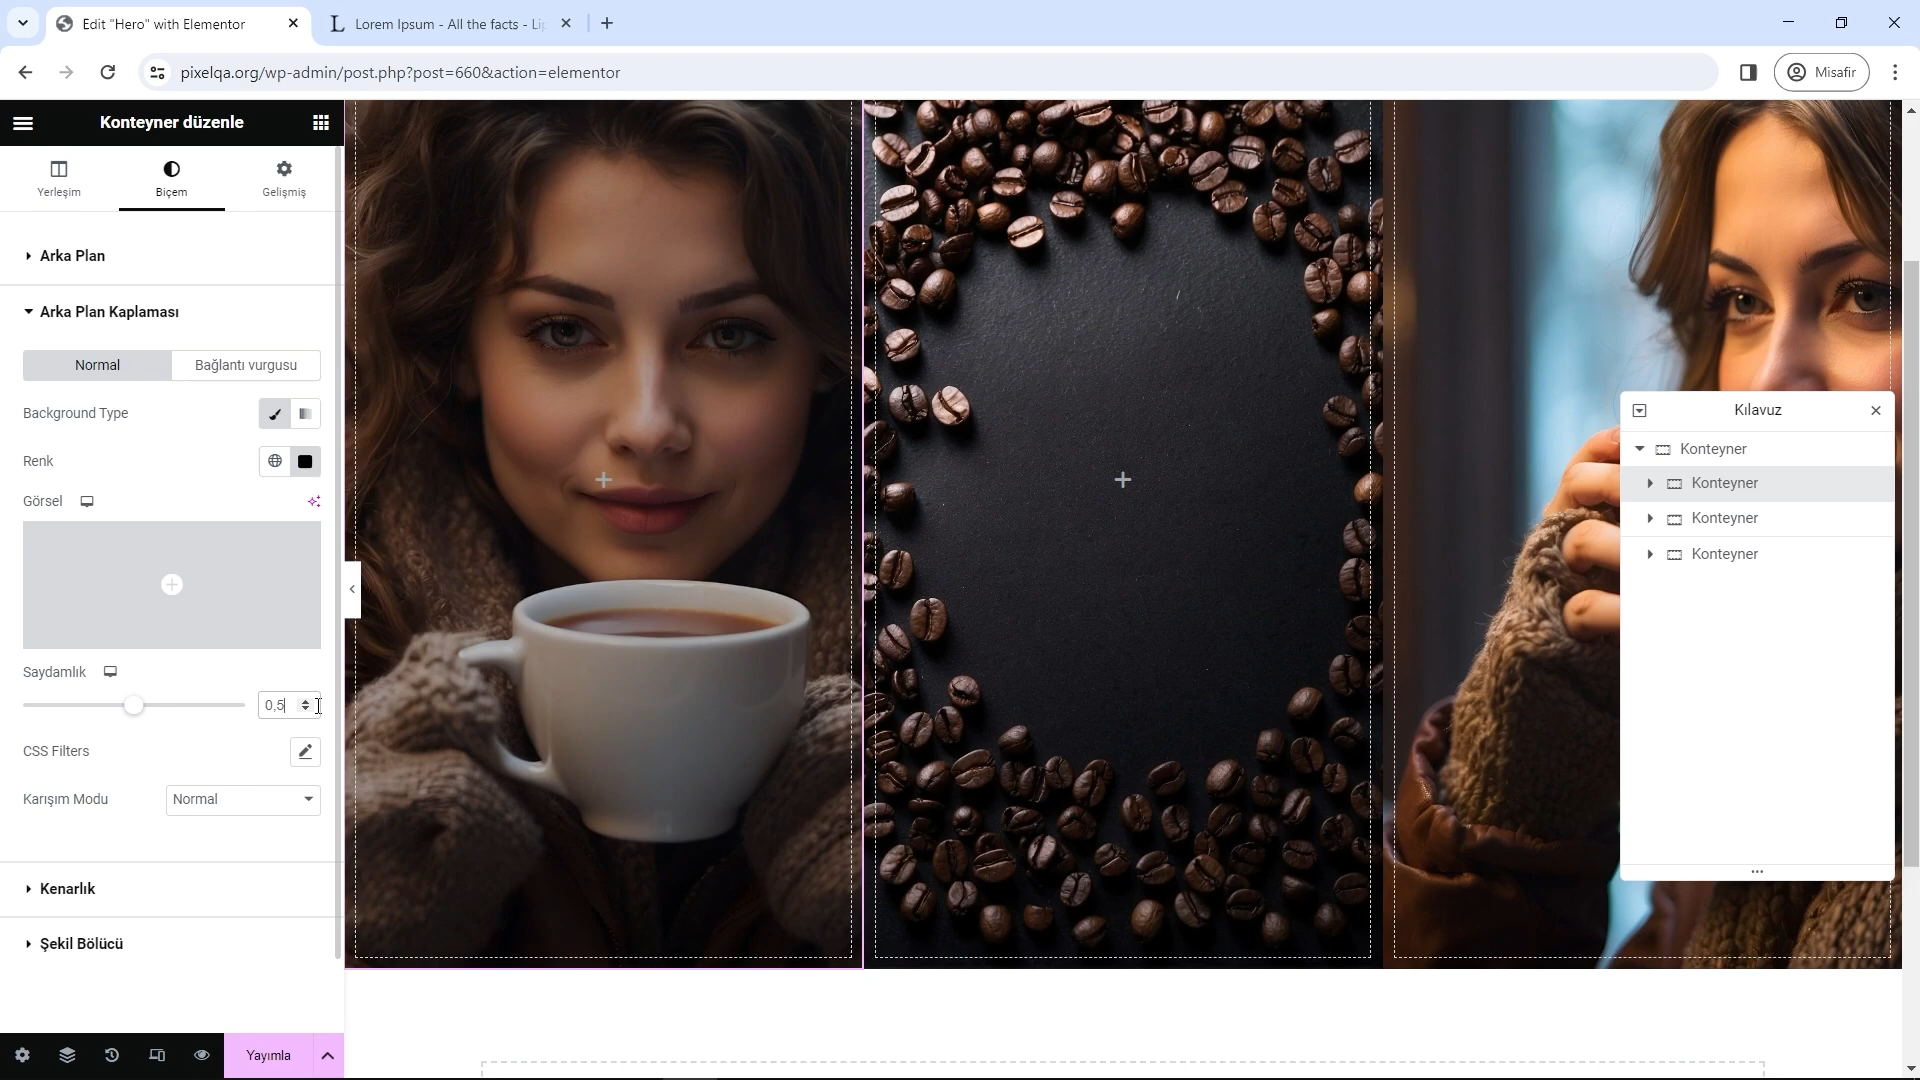 Edit "Hero" with Elementor
Lorem Ipsum - All the facts - Li
pixelqa.org/wp-admin/post.php?post=660&action=elementor
Misafir
Konteyner düzenle
Yerleşim
Biçem
Gelişmiş
Arka Plan
Arka Plan Kaplaması
Normal
Bağlantı vurgusu
Background Type
Renk
Görsel
Saydamlık
0,5
CSS Filters
Karışım Modu
Normal
Kenarlık
Şekil Bölücü
Yayımla
Kılavuz
Konteyner
Konteyner
Konteyner
Konteyner